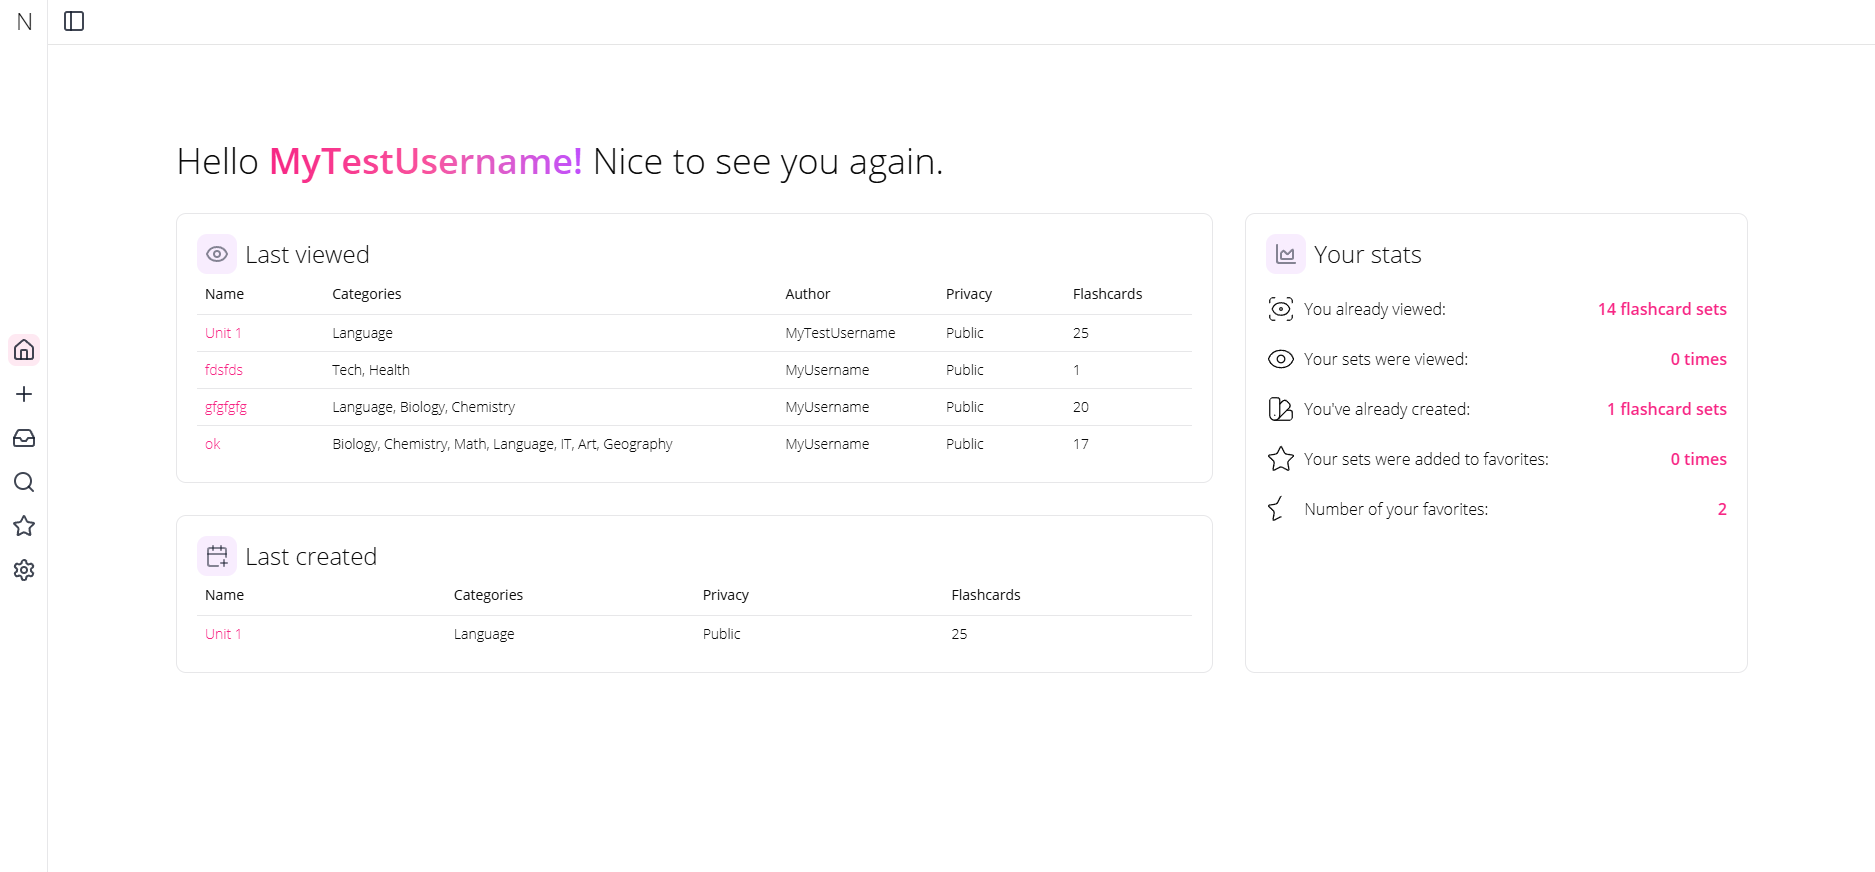 N
Hello MyTestUsername! Nice to see you again.
Last viewed
Name Categories Author Privacy Flashcards
Unit 1 Language MyTestUsername Public 25
fdsfds Tech, Health MyUsername Public 1
gfgfgfg Language, Biology, Chemistry MyUsername Public 20
ok Biology, Chemistry, Math, Language, IT, Art, Geography MyUsername Public 17
Last created
Name Categories Privacy Flashcards
Unit 1 Language Public 25
Your stats
You already viewed: 14 flashcard sets
Your sets were viewed: 0 times
You've already created: 1 flashcard sets
Your sets were added to favorites: 0 times
Number of your favorites: 2